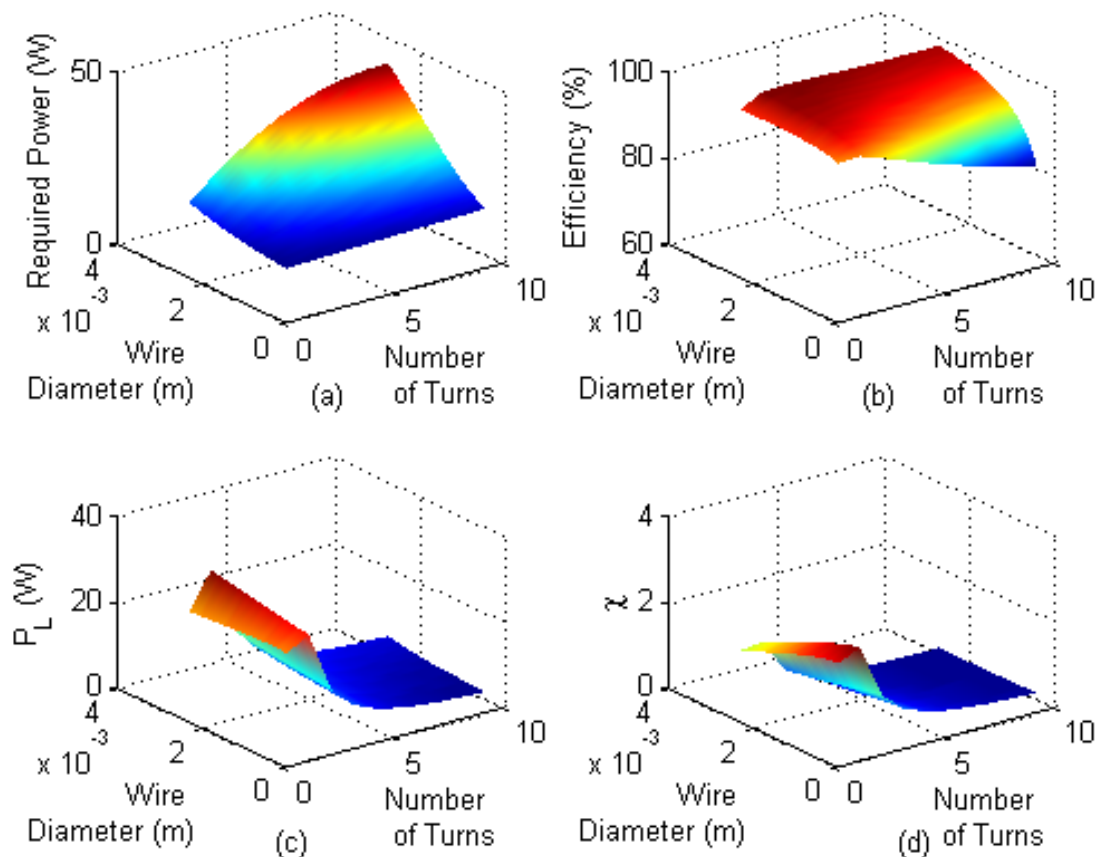 Required Power (W)
50
0
4
2
0
x 10
-3
0
5
10
Wire
Diameter (m)
Number
of Turns
(a)
Efficiency (%)
100
80
60
4
2
0
x 10
-3
0
5
10
Wire
Diameter (m)
Number
of Turns
(b)
P_L (W)
40
20
0
4
2
0
x 10
-3
0
5
10
Wire
Diameter (m)
Number
of Turns
(c)
χ
4
2
0
4
2
0
x 10
-3
0
5
10
Wire
Diameter (m)
Number
of Turns
(d)